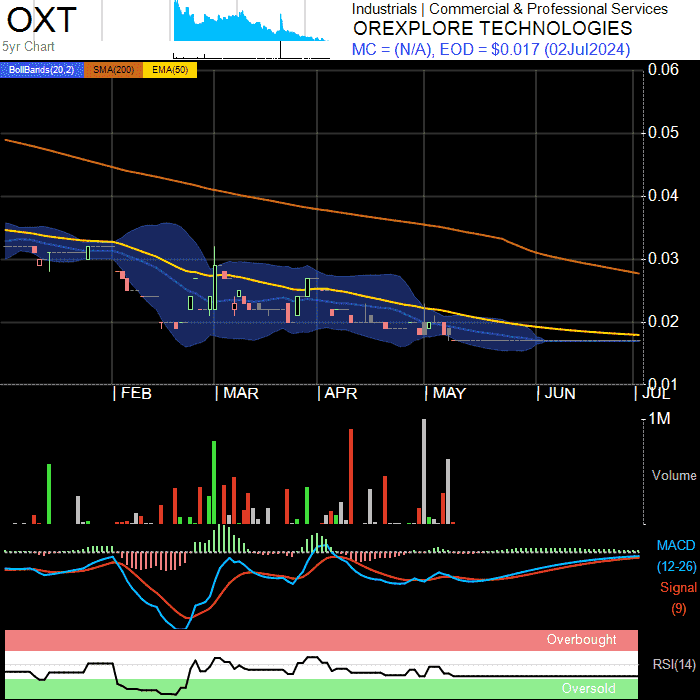 OXT
5yr Chart
Industrials | Commercial & Professional Services
OREXPLORE TECHNOLOGIES
MC = (N/A), EOD = $0.017 (02Jul2024)
BollBands(20,2) SMA(200) EMA(50)
0.06
0.05
0.04
0.03
0.02
0.01
FEB MAR APR MAY JUN JUL
1M
Volume
MACD
(12-26)
Signal
(9)
Overbought
RSI(14)
Oversold